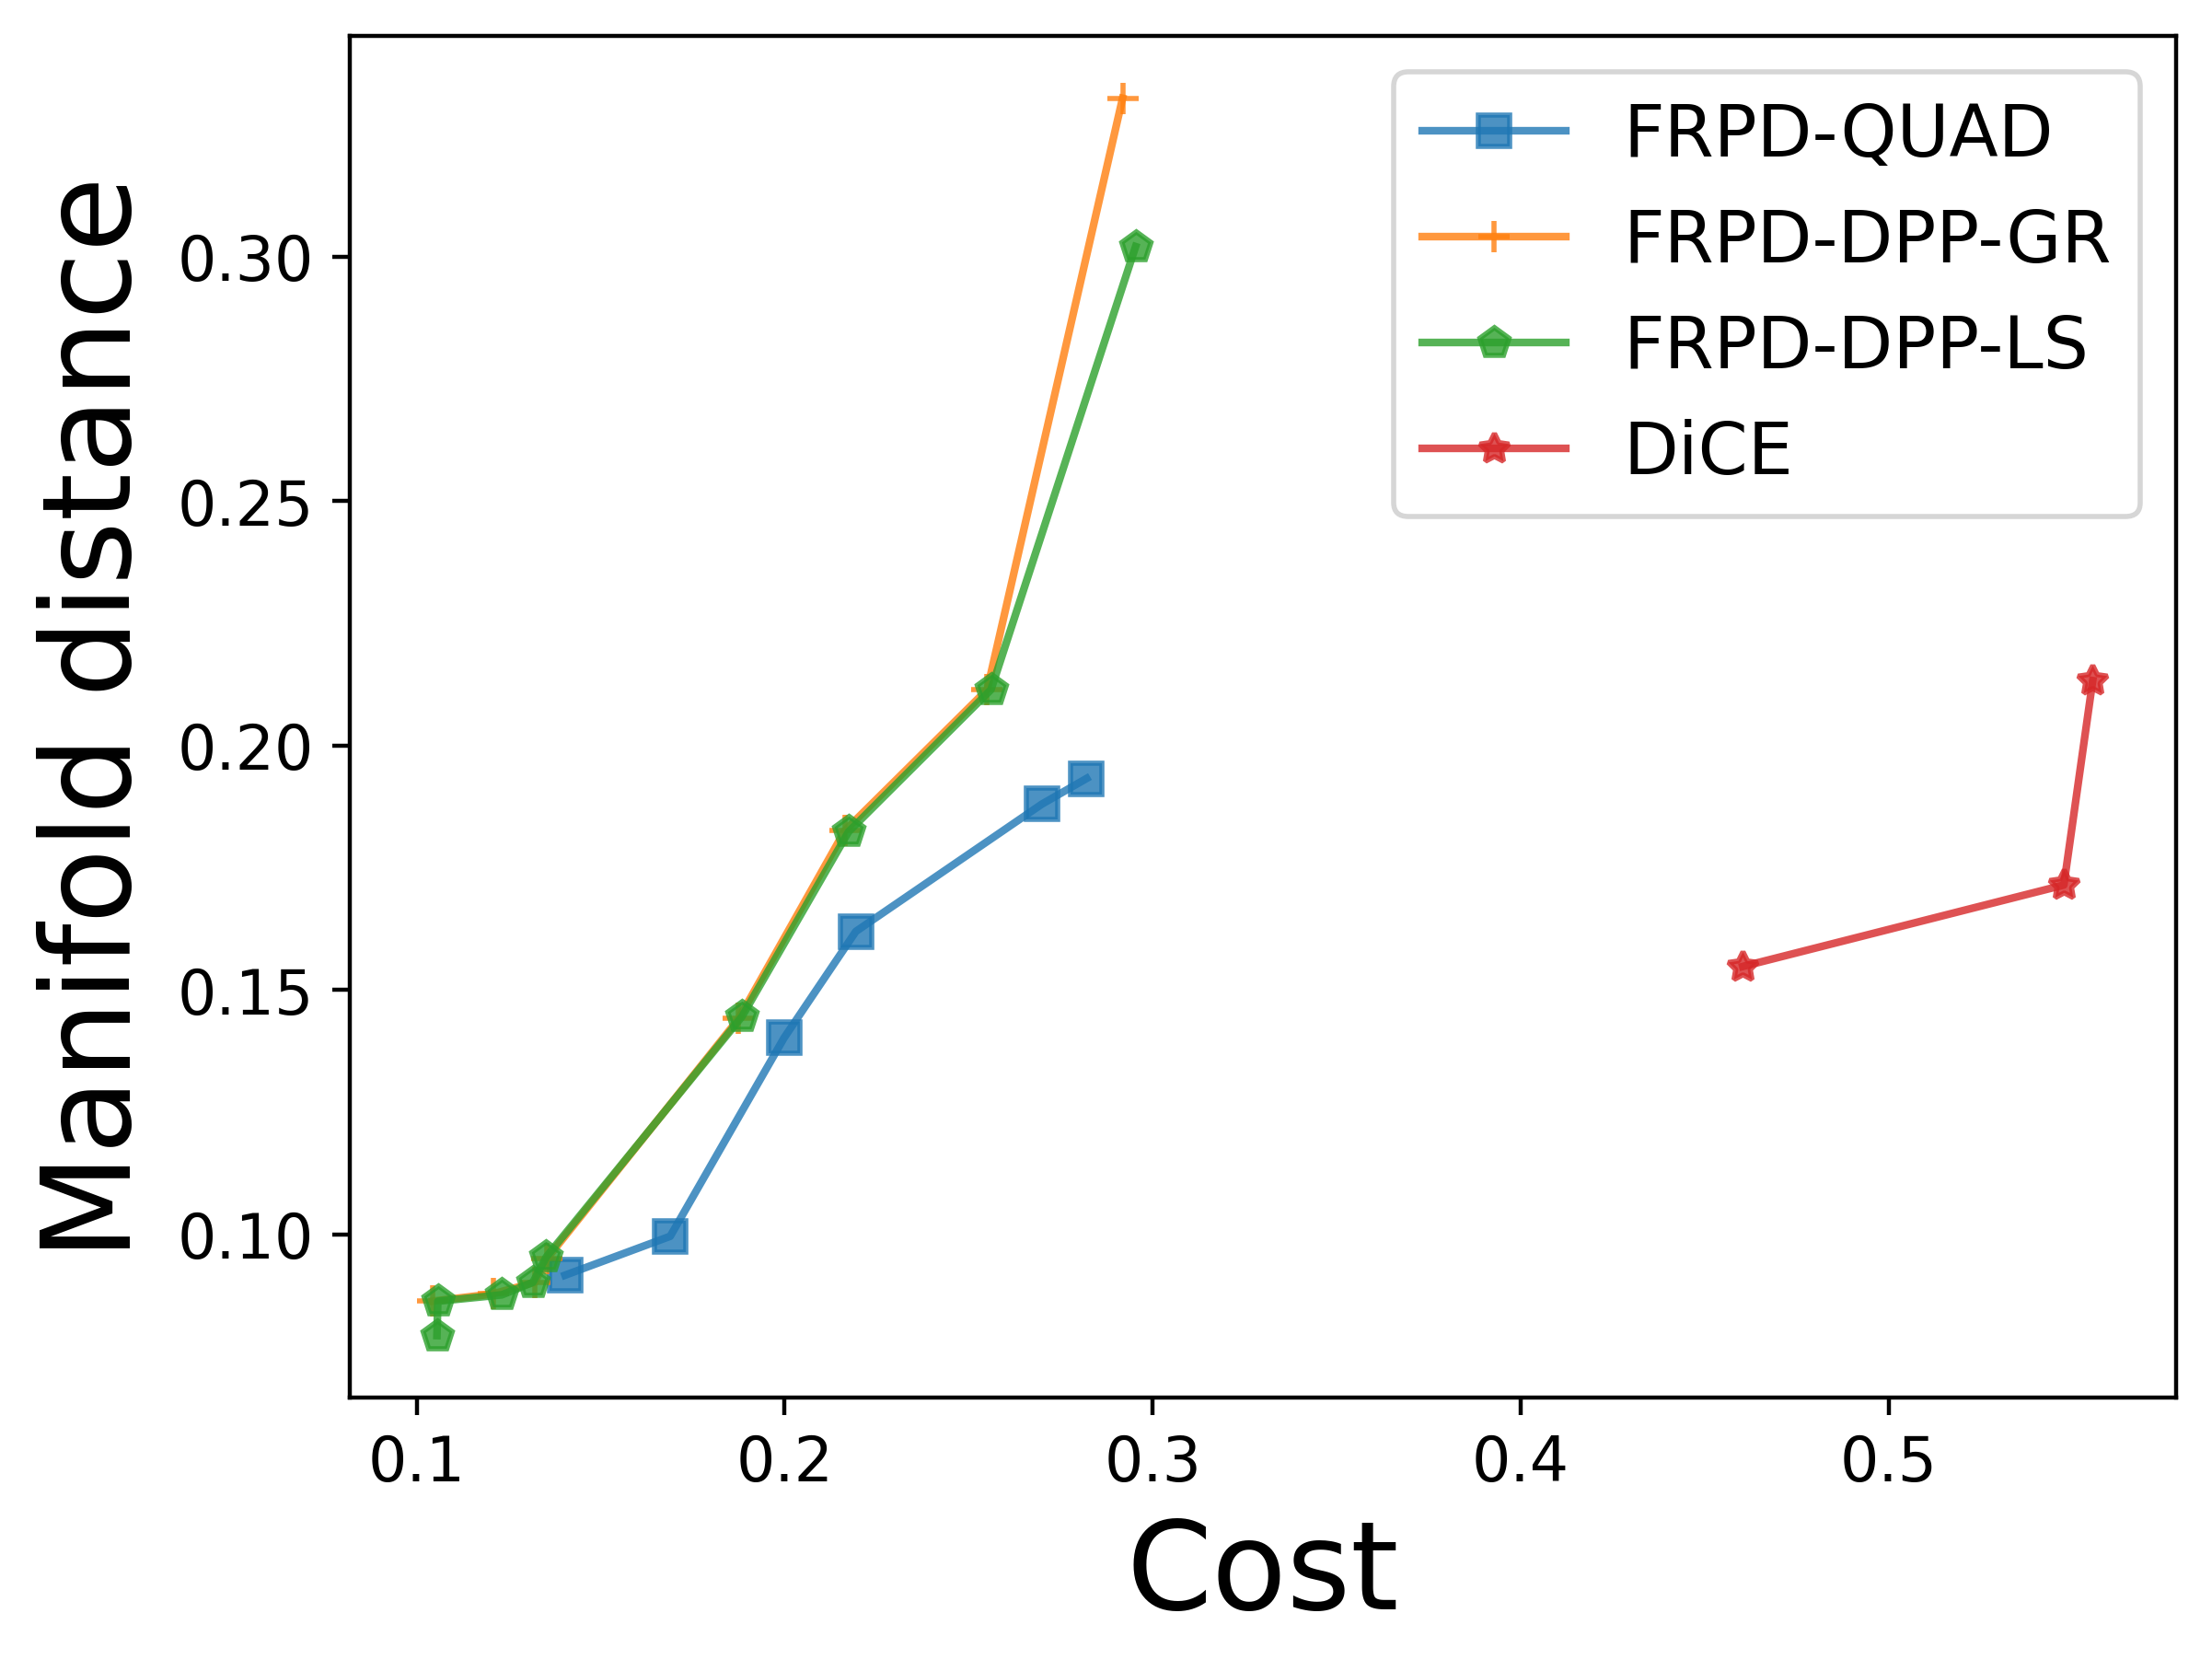 Manifold distance
0.30
0.25
0.20
0.15
0.10
0.1 0.2 0.3 0.4 0.5
Cost
FRPD-QUAD
FRPD-DPP-GR
FRPD-DPP-LS
DiCE